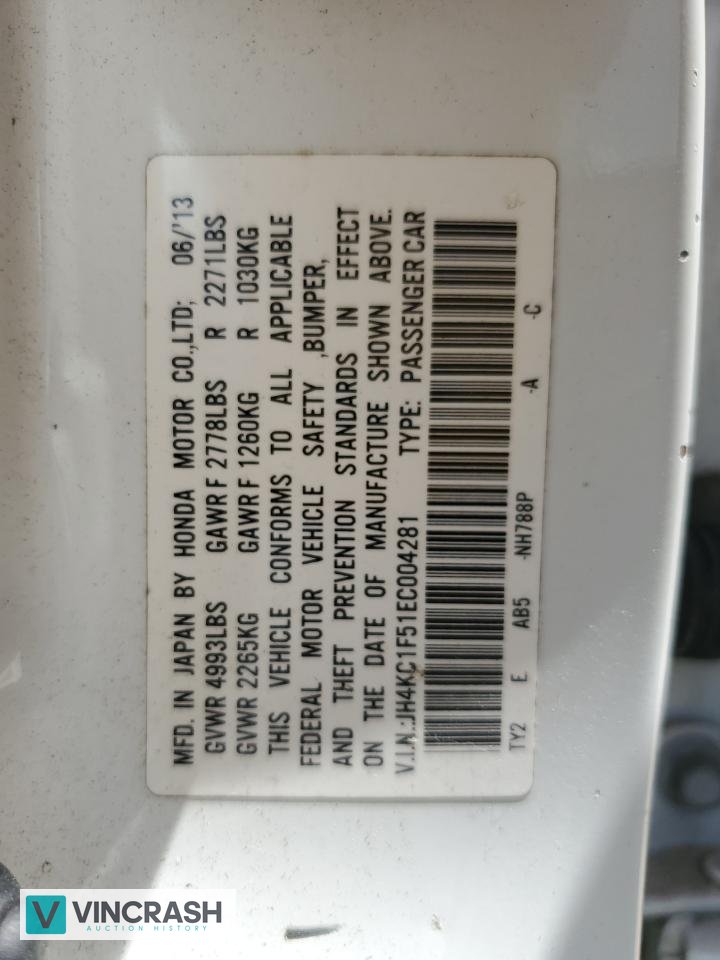 MFD. IN JAPAN BY HONDA MOTOR CO.,LTD; 06/'13
GVWR 4993LBS GAWR F 2778LBS R 2271LBS
GVWR 2265KG GAWR F 1260KG R 1030KG
THIS VEHICLE CONFORMS TO ALL APPLICABLE
FEDERAL MOTOR VEHICLE SAFETY ,BUMPER,
AND THEFT PREVENTION STANDARDS IN EFFECT
ON THE DATE OF MANUFACTURE SHOWN ABOVE.
V.I.N.:JH4KC1F51EC004281 TYPE: PASSENGER CAR
TY2 E AB5 -NH788P -A -C
V VINCRASH
AUCTION HISTORY